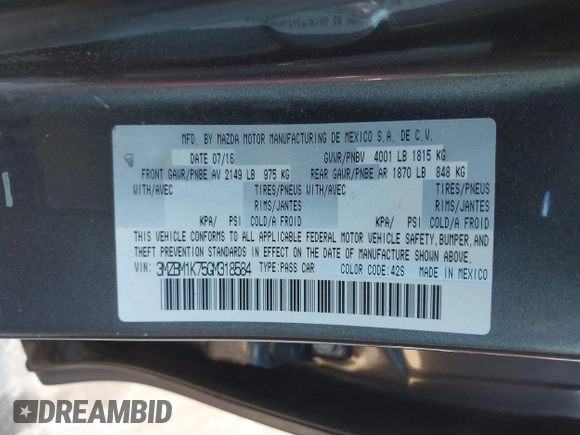 MFD. BY MAZDA MOTOR MANUFACTURING DE MEXICO S.A. DE C.V.
DATE 07/16 GVWR/PNBV 4001 LB 1815 KG
FRONT GAWR/PNBE AV 2149 LB 975 KG REAR GAWR/PNBE AR 1870 LB 848 KG
WITH/AVEC TIRES/PNEUS WITH/AVEC TIRES/PNEUS
RIMS/JANTES RIMS/JANTES
KPA/ PSI COLD/A FROID KPA/ PSI COLD/A FROID
THIS VEHICLE CONFORMS TO ALL APPLICABLE FEDERAL MOTOR VEHICLE SAFETY, BUMPER, AND
THEFT PREVENTION STANDARDS IN EFFECT ON THE DATE OF MANUFACTURE SHOWN ABOVE.
VIN: 3MZBM1K75GM318584 TYPE:PASS CAR COLOR CODE:42S MADE IN MEXICO
DREAMBID